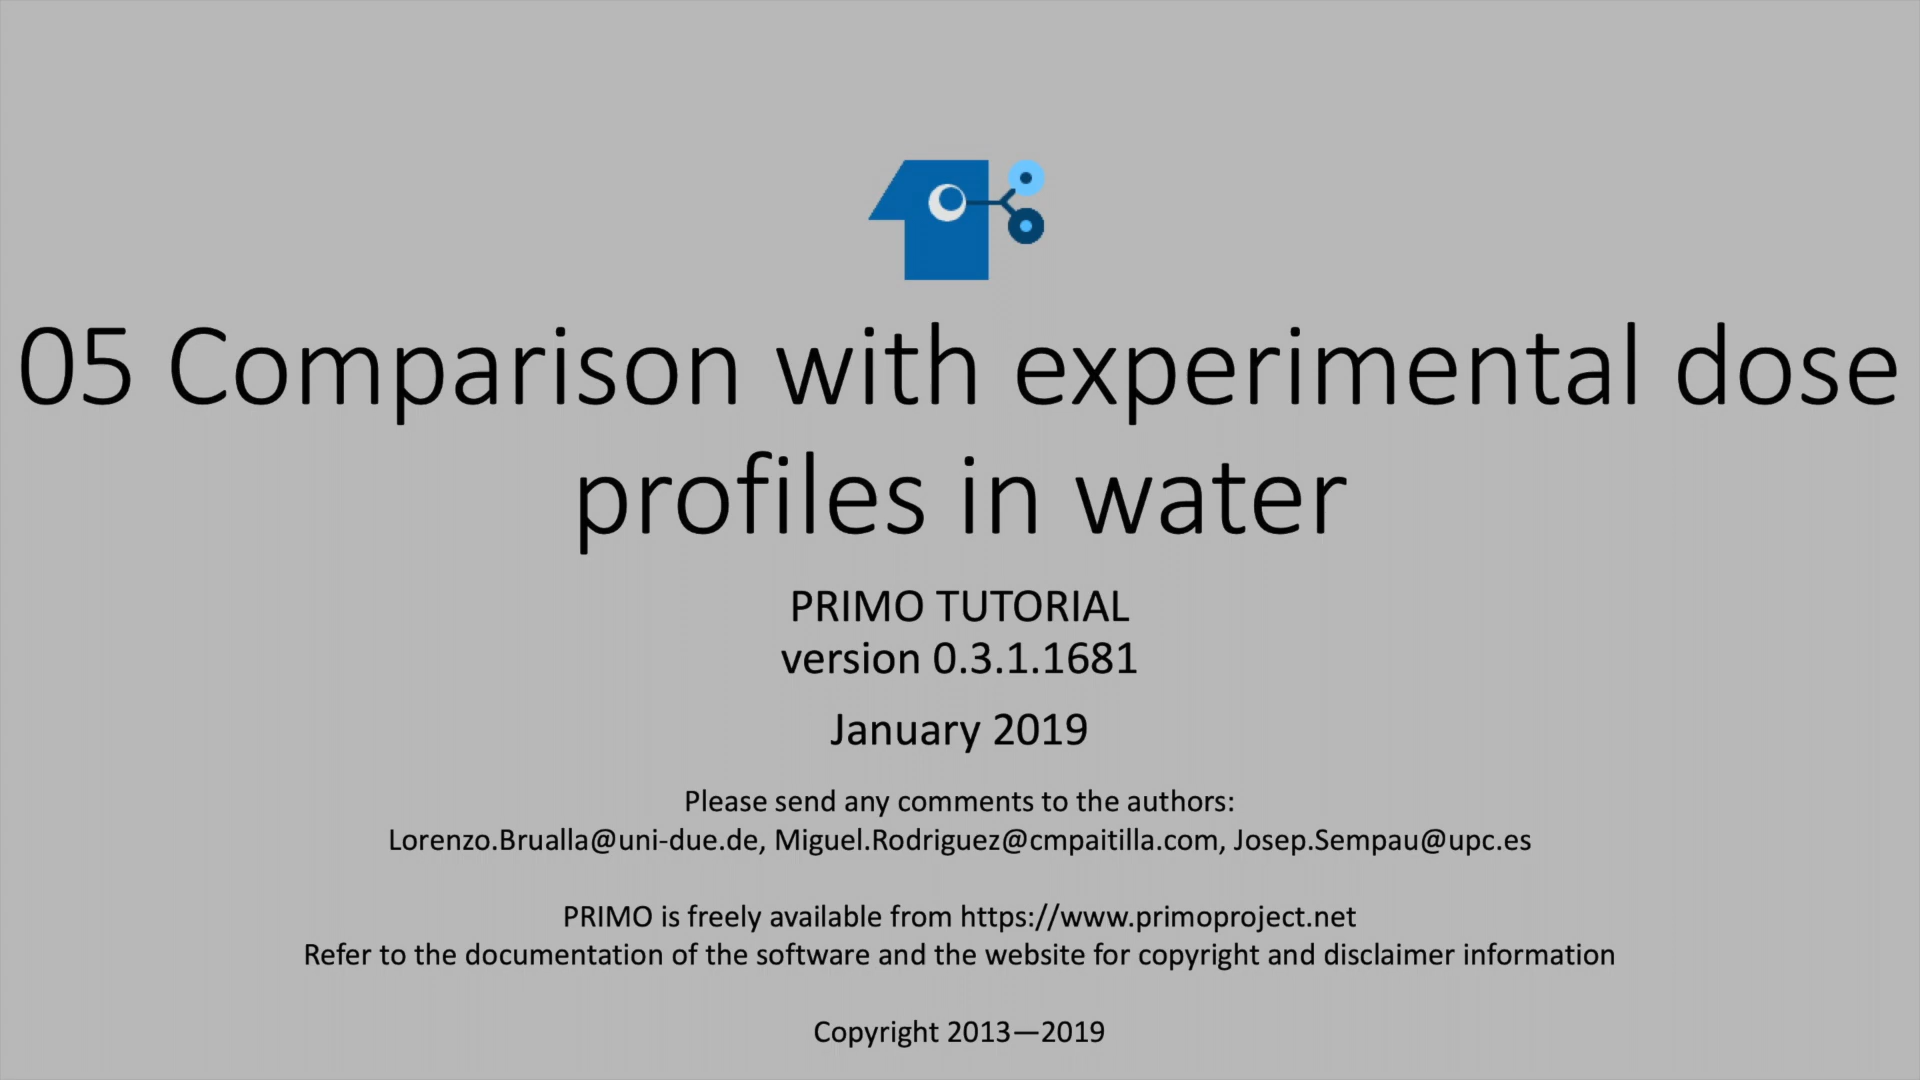 05 Comparison with experimental dose
profiles in water
PRIMO TUTORIAL
version 0.3.1.1681
January 2019
Please send any comments to the authors:
Lorenzo.Brualla@uni-due.de, Miguel.Rodriguez@cmpaitilla.com, Josep.Sempau@upc.es
PRIMO is freely available from https://www.primoproject.net
Refer to the documentation of the software and the website for copyright and disclaimer information
Copyright 2013—2019